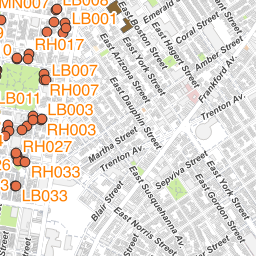 LB001
RH017
LB007
RH007
LB011
LB003
RH003
RH027
RH033
LB033
Emerald Street
Coral Street
East Boston Street
East Hagert Street
East York Street
East Arizona Street
Amber Street
Frankford Av.
Trenton Av.
East Dauphin Street
Martha Street
Trenton Av.
Blair Street
East Susquehanna Av.
Sepviva Street
East York Street
East Gordon Street
East Norris Street